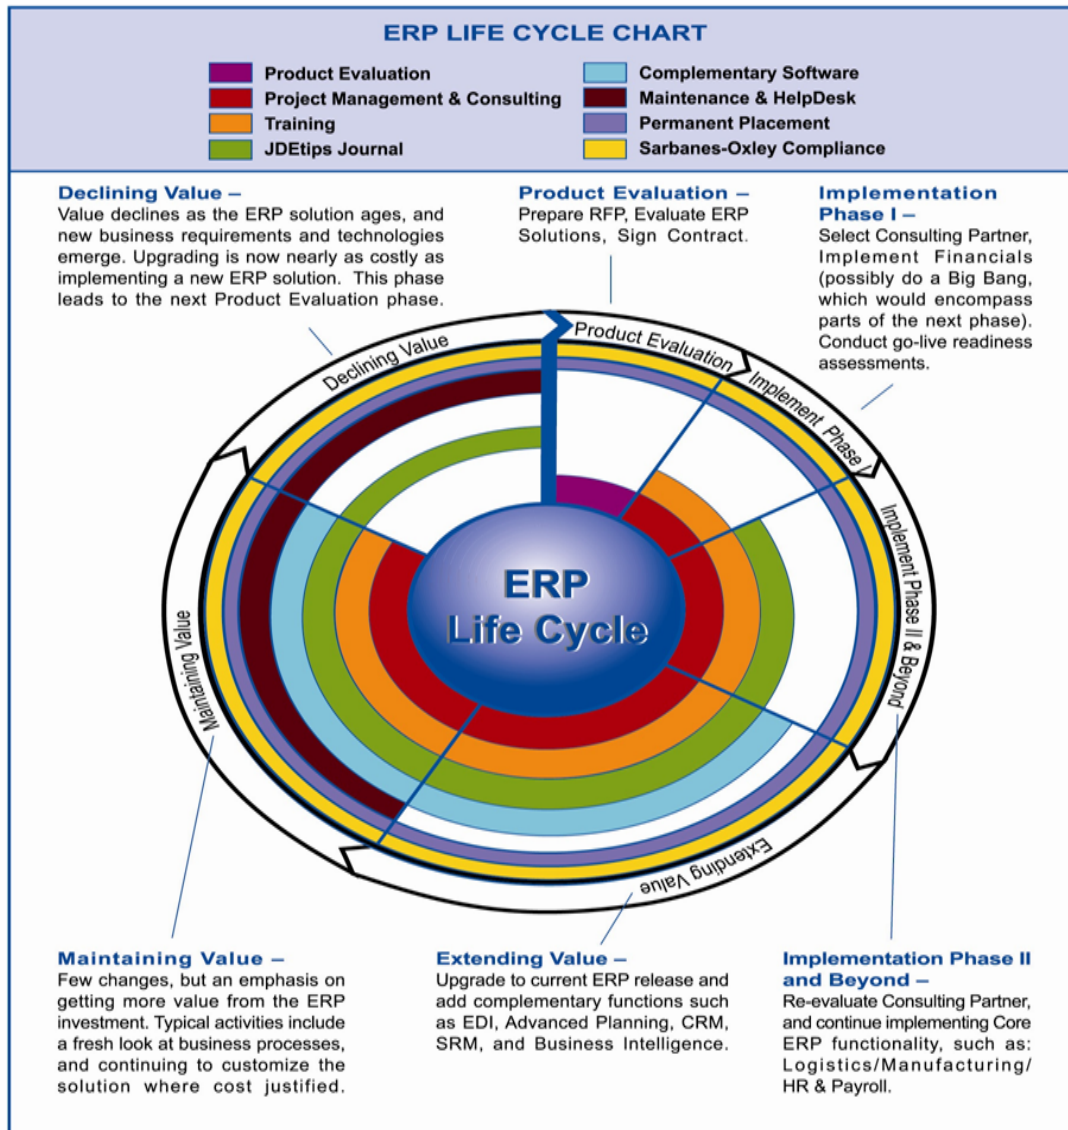 ERP LIFE CYCLE CHART
Product Evaluation
Project Management & Consulting
Training
JDEtips Journal
Complementary Software
Maintenance & HelpDesk
Permanent Placement
Sarbanes-Oxley Compliance
Declining Value –
Value declines as the ERP solution ages, and
new business requirements and technologies
emerge. Upgrading is now nearly as costly as
implementing a new ERP solution. This phase
leads to the next Product Evaluation phase.
Product Evaluation –
Prepare RFP, Evaluate ERP
Solutions, Sign Contract.
Implementation
Phase I –
Select Consulting Partner,
Implement Financials
(possibly do a Big Bang,
which would encompass
parts of the next phase).
Conduct go-live readiness
assessments.
Declining Value
Product Evaluation
Implement Phase I
Implement Phase II & Beyond
Extending Value
Maintaining Value
ERP
Life Cycle
Maintaining Value –
Few changes, but an emphasis on
getting more value from the ERP
investment. Typical activities include
a fresh look at business processes,
and continuing to customize the
solution where cost justified.
Extending Value –
Upgrade to current ERP release and
add complementary functions such
as EDI, Advanced Planning, CRM,
SRM, and Business Intelligence.
Implementation Phase II
and Beyond –
Re-evaluate Consulting Partner,
and continue implementing Core
ERP functionality, such as:
Logistics/Manufacturing/
HR & Payroll.